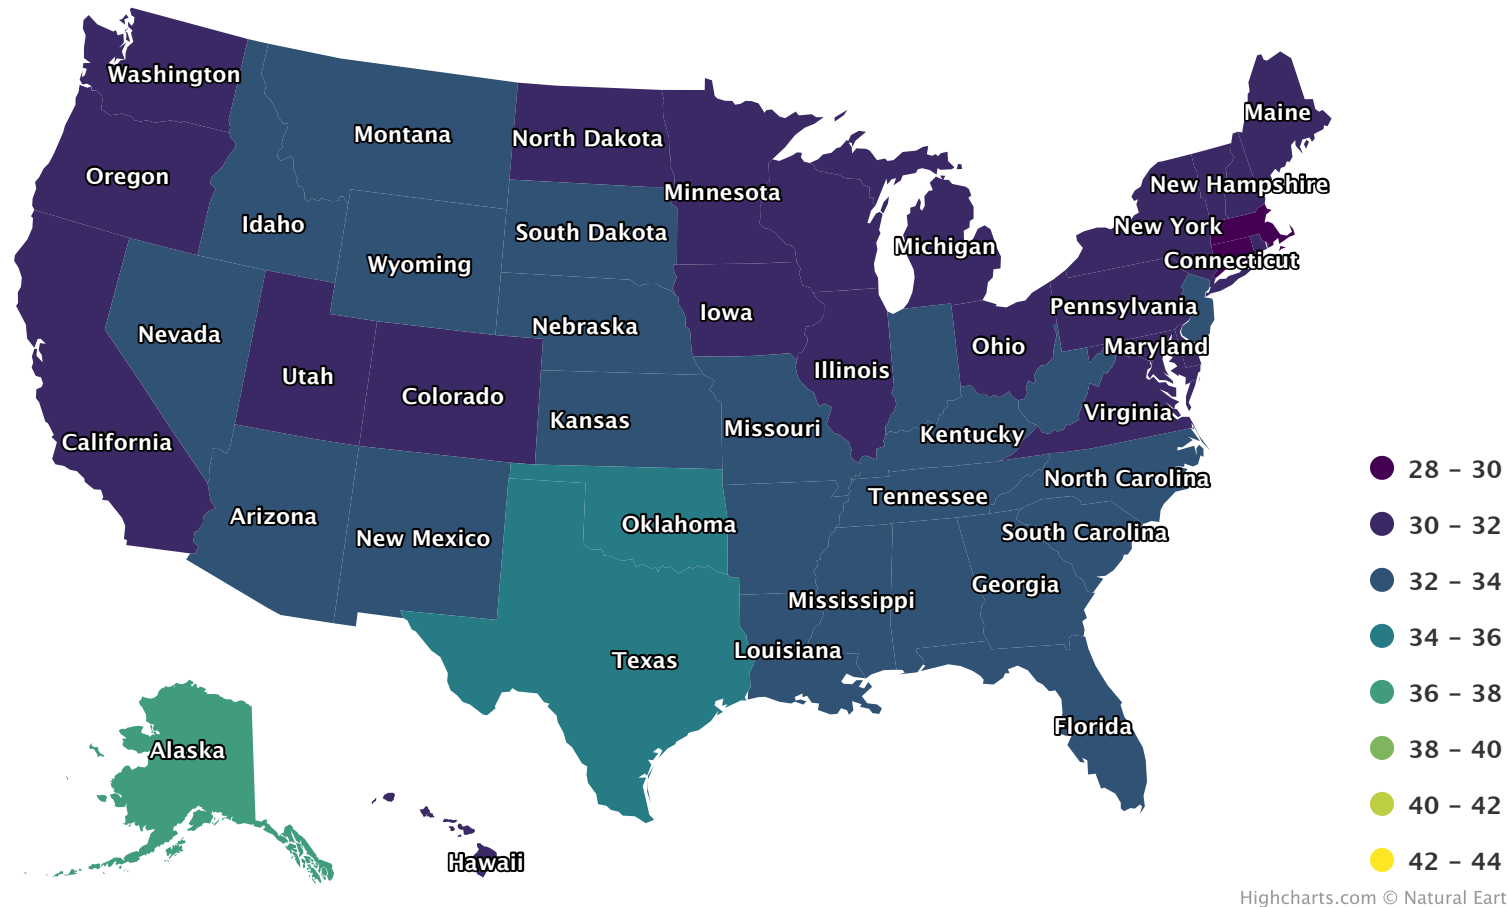 Washington
Montana
North Dakota
Minnesota
Maine
Oregon
Idaho
South Dakota
New Hampshire
New York
Wyoming
Michigan
Connecticut
Nevada
Nebraska
Iowa
Pennsylvania
Utah
Colorado
Illinois
Ohio
Maryland
California
Kansas
Missouri
Kentucky
Virginia
Arizona
New Mexico
Oklahoma
Tennessee
North Carolina
South Carolina
Mississippi
Georgia
Texas
Louisiana
Florida
Alaska
Hawaii
28 – 30
30 – 32
32 – 34
34 – 36
36 – 38
38 – 40
40 – 42
42 – 44
Highcharts.com © Natural Eart